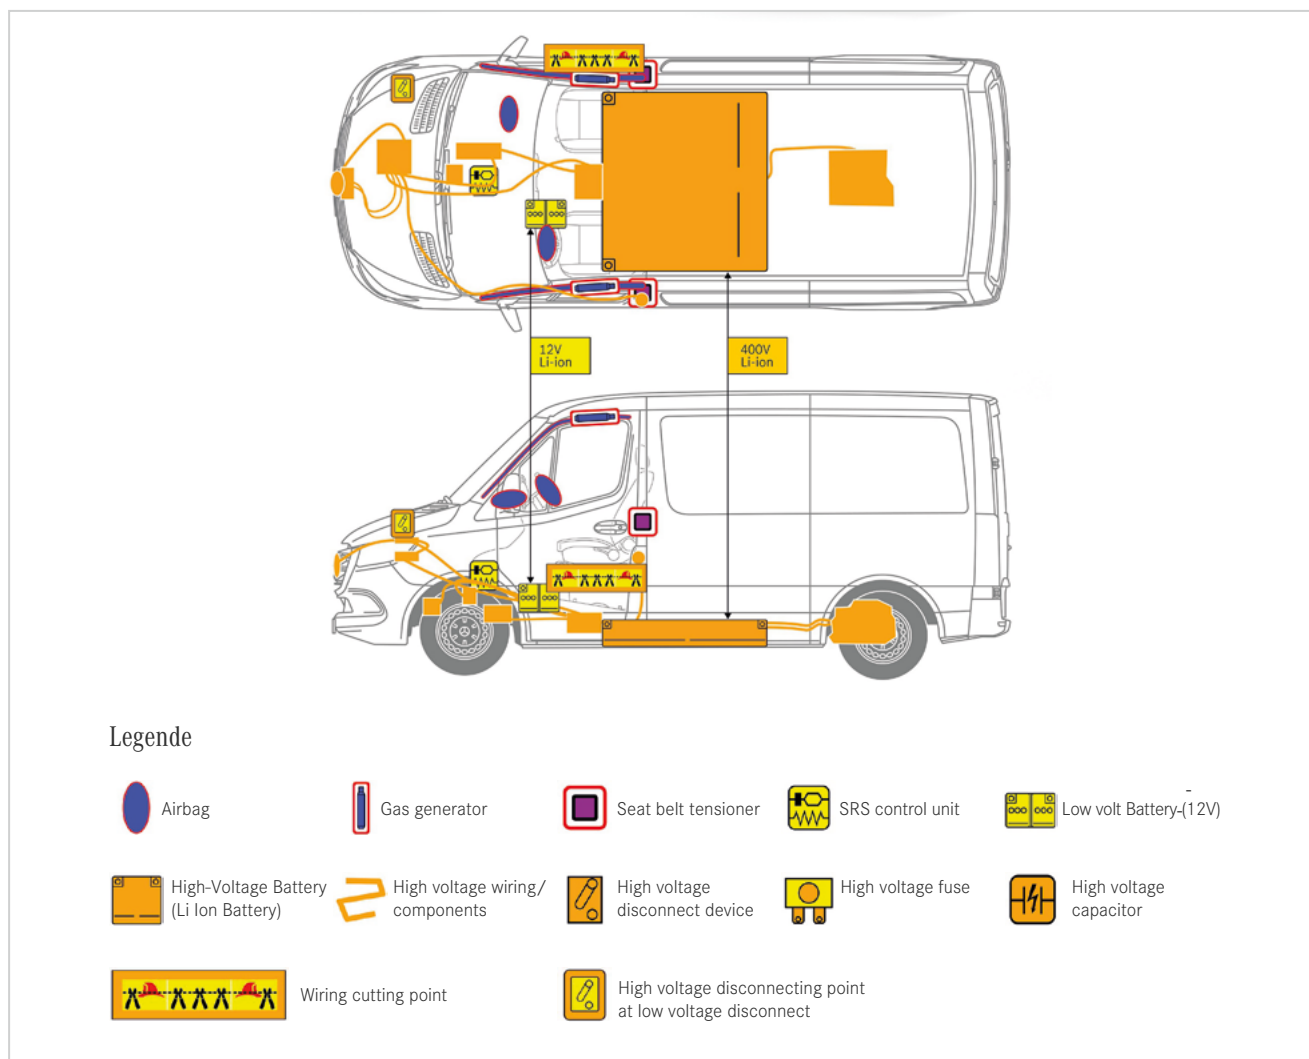 12V
Li-ion
400V
Li-ion
Legende
Airbag
Gas generator
Seat belt tensioner
SRS control unit
Low volt Battery-(12V)
High-Voltage Battery
(Li Ion Battery)
High voltage wiring/
components
High voltage
disconnect device
High voltage fuse
High voltage
capacitor
Wiring cutting point
High voltage disconnecting point
at low voltage disconnect